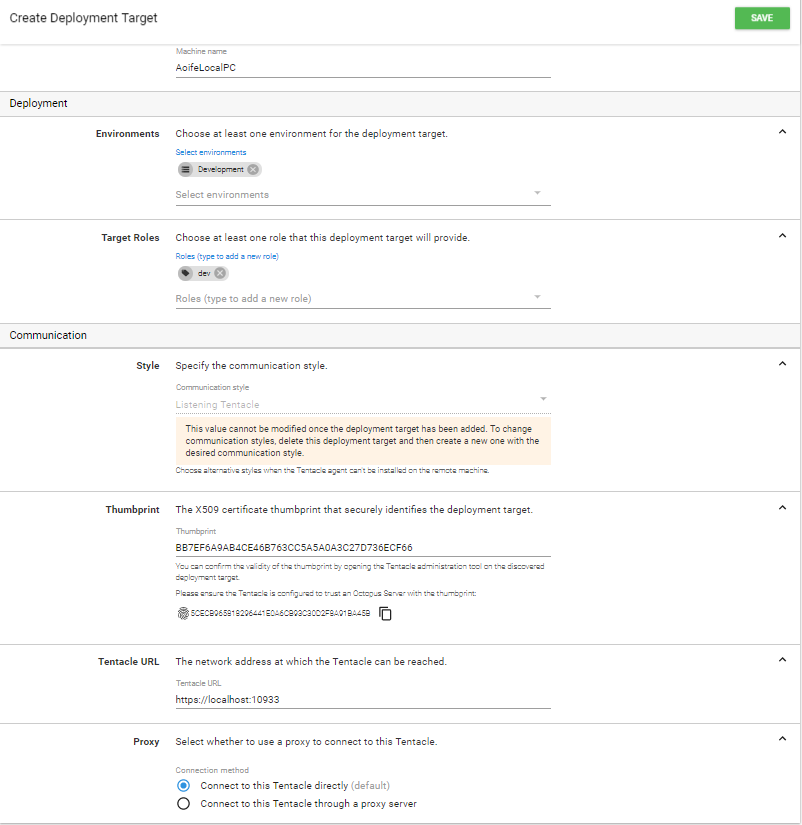 Create Deployment Target
SAVE
Machine name
AoifeLocalPC
Deployment
Environments
Choose at least one environment for the deployment target.
Select environments
Development
Select environments
Target Roles
Choose at least one role that this deployment target will provide.
Roles (type to add a new role)
dev
Roles (type to add a new role)
Communication
Style
Specify the communication style.
Communication style
Listening Tentacle
This value cannot be modified once the deployment target has been added. To change
communication styles, delete this deployment target and then create a new one with the
desired communication style.
Choose alternative styles when the Tentacle agent can't be installed on the remote machine.
Thumbprint
The X509 certificate thumbprint that securely identifies the deployment target.
Thumbprint
BB7EF6A9AB4CE46B763CC5A5A0A3C27D736ECF66
You can confirm the validity of the thumbprint by opening the Tentacle administration tool on the discovered
deployment target.
Please ensure the Tentacle is configured to trust an Octopus Server with the thumbprint:
Tentacle URL
The network address at which the Tentacle can be reached.
Tentacle URL
https://localhost:10933
Proxy
Select whether to use a proxy to connect to this Tentacle.
Connection method
Connect to this Tentacle directly (default)
Connect to this Tentacle through a proxy server